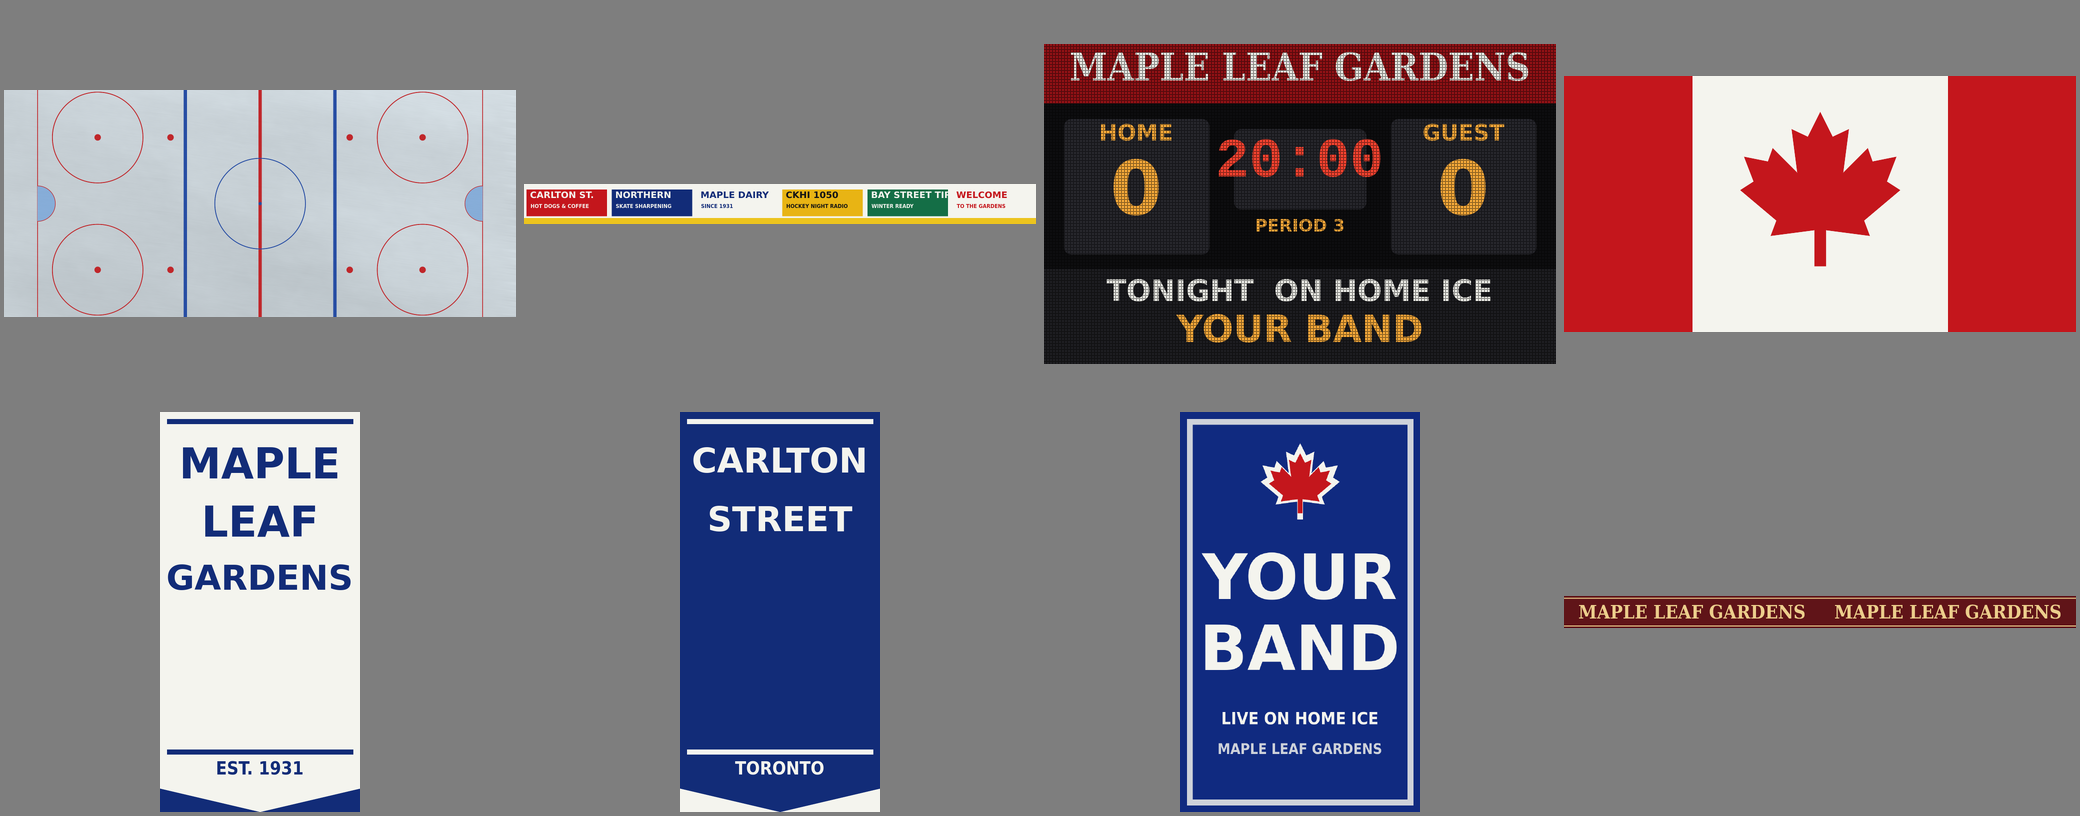 CARLTON ST.
HOT DOGS & COFFEE
NORTHERN
SKATE SHARPENING
MAPLE DAIRY
SINCE 1931
CKHI 1050
HOCKEY NIGHT RADIO
BAY STREET TIR
WINTER READY
WELCOME
TO THE GARDENS
MAPLE LEAF GARDENS
HOME
0
20:00
GUEST
0
PERIOD 3
TONIGHT ON HOME ICE
YOUR BAND
MAPLE
LEAF
GARDENS
EST. 1931
CARLTON
STREET
TORONTO
YOUR
BAND
LIVE ON HOME ICE
MAPLE LEAF GARDENS
MAPLE LEAF GARDENS MAPLE LEAF GARDENS